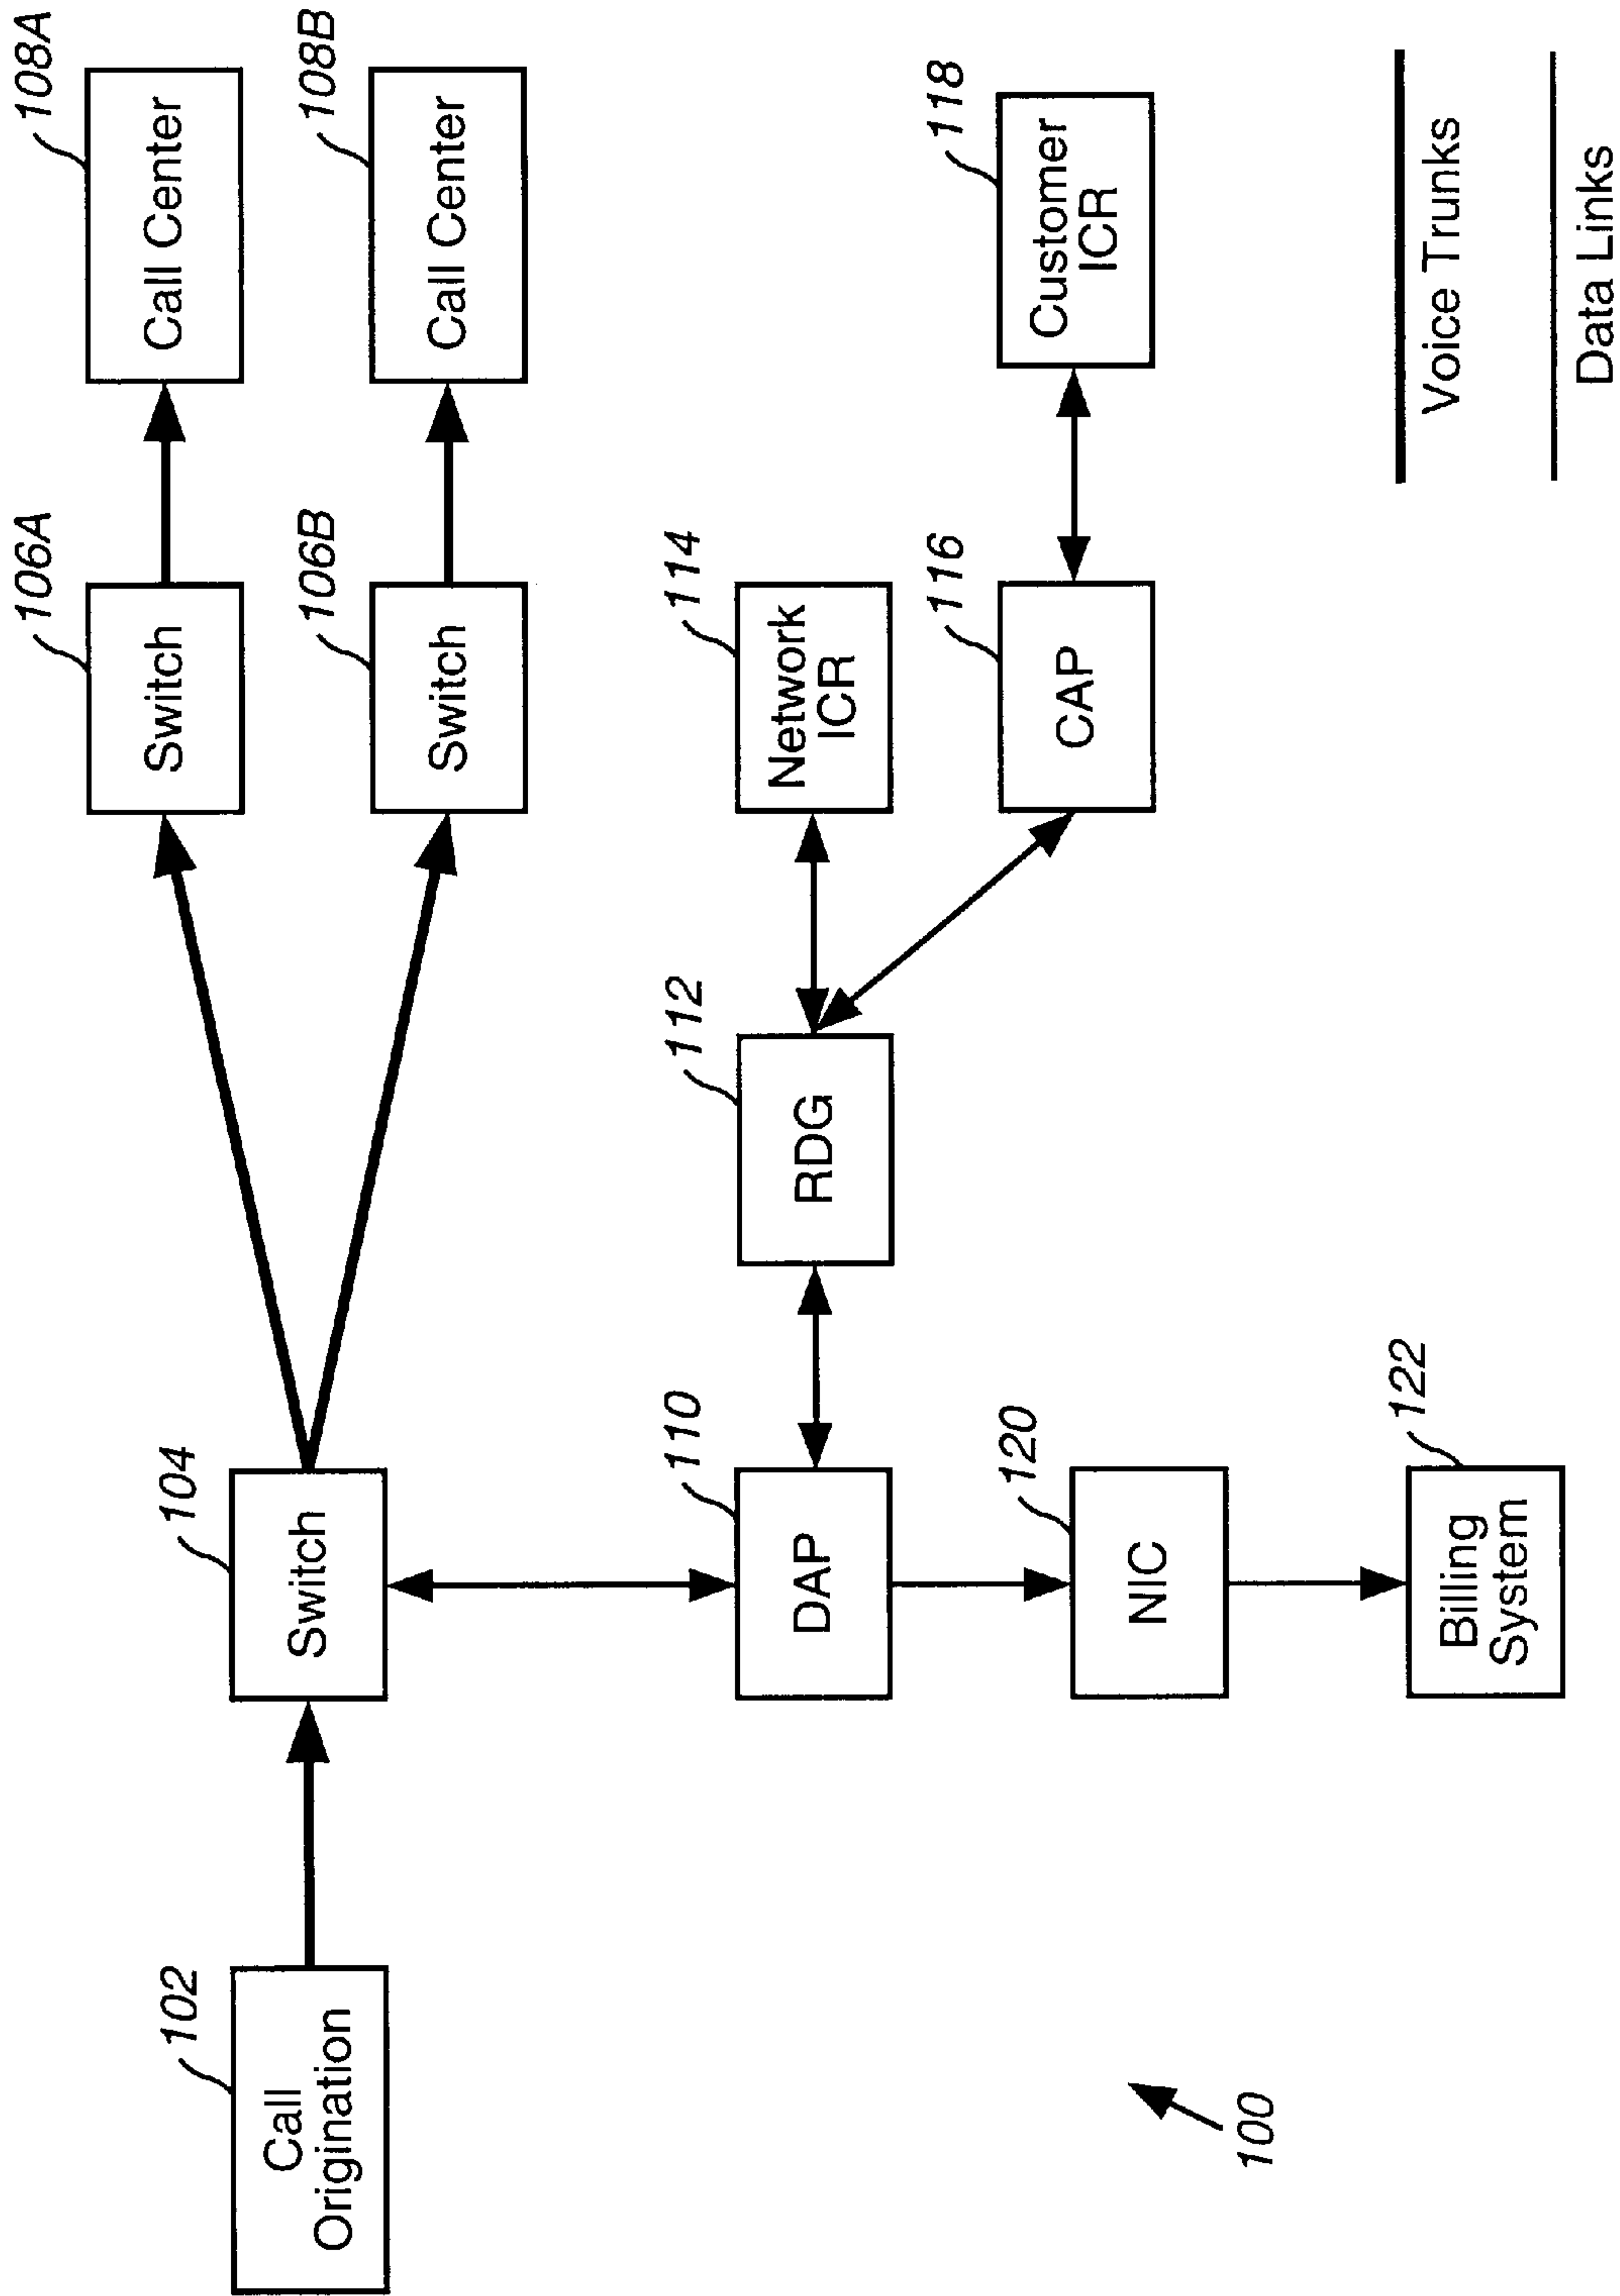 108A
Call Center
108B
Call Center
106A
Switch
106B
Switch
104
Switch
102
Call
Origination
114
Network
ICR
118
Customer
ICR
116
CAP
112
RDG
110
DAP
120
NIC
122
Billing
System
100
Voice Trunks
Data Links